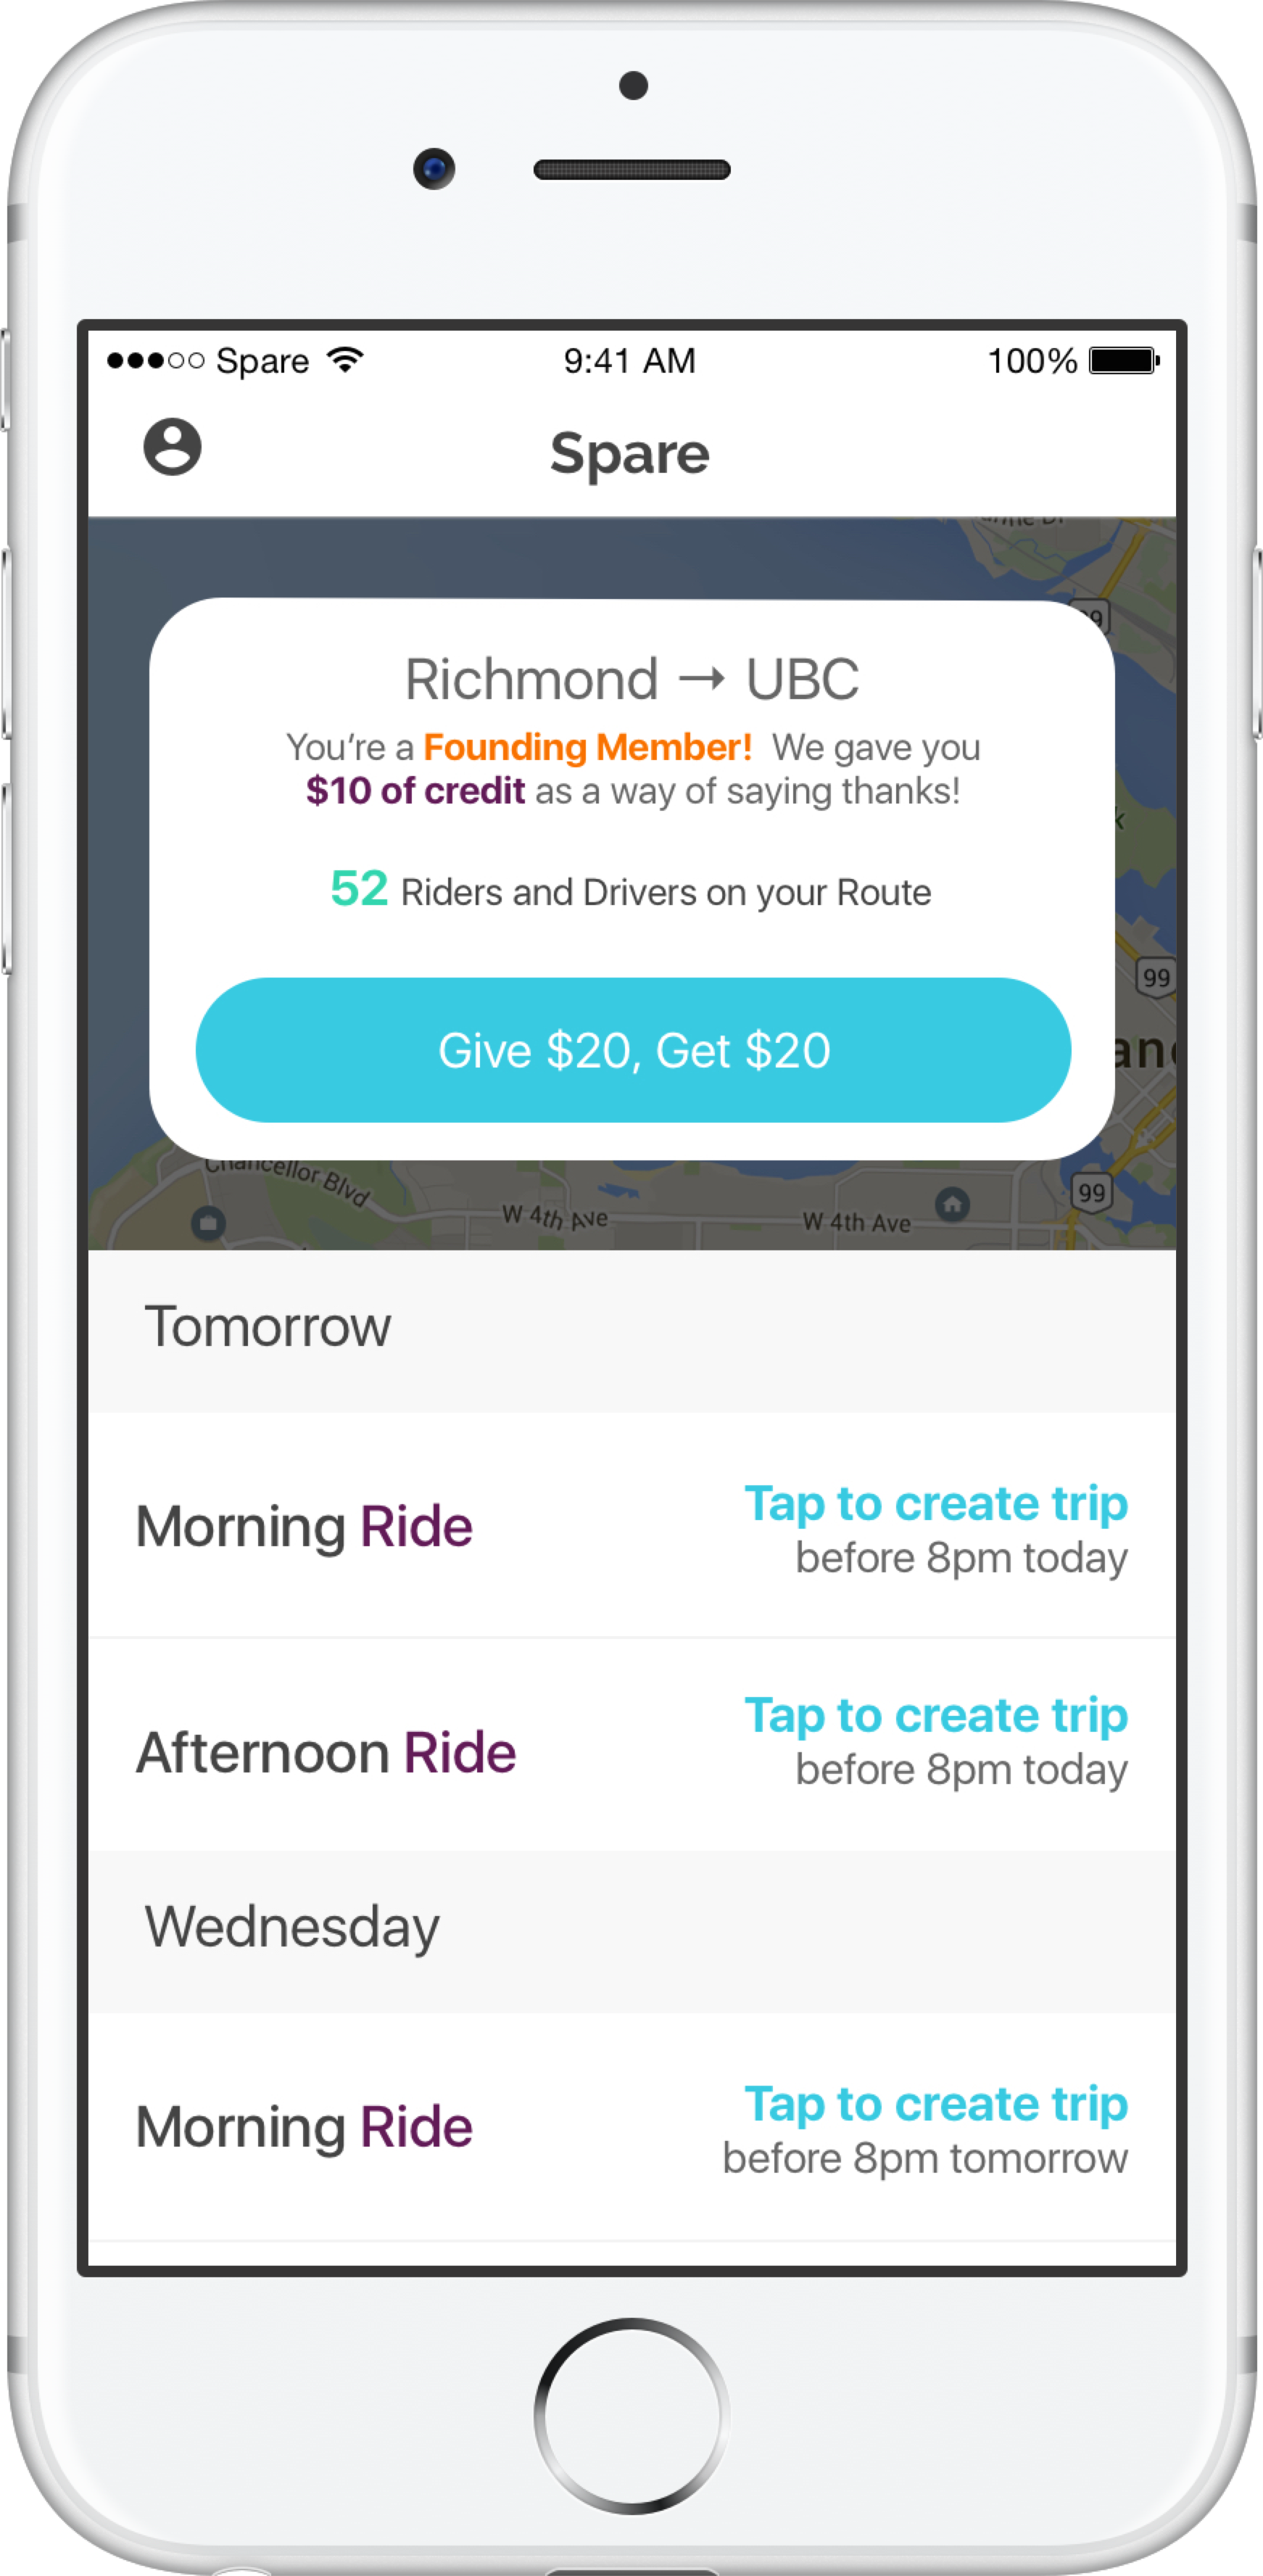 Spare 9:41 AM 100%
Spare
99
Richmond → UBC
You're a Founding Member! We gave you
$10 of credit as a way of saying thanks!
52 Riders and Drivers on your Route
99
Give $20, Get $20
Chancellor Blvd
99
W 4th Ave W 4th Ave
Tomorrow
Morning Ride
Tap to create trip
before 8pm today
Afternoon Ride
Tap to create trip
before 8pm today
Wednesday
Morning Ride
Tap to create trip
before 8pm tomorrow